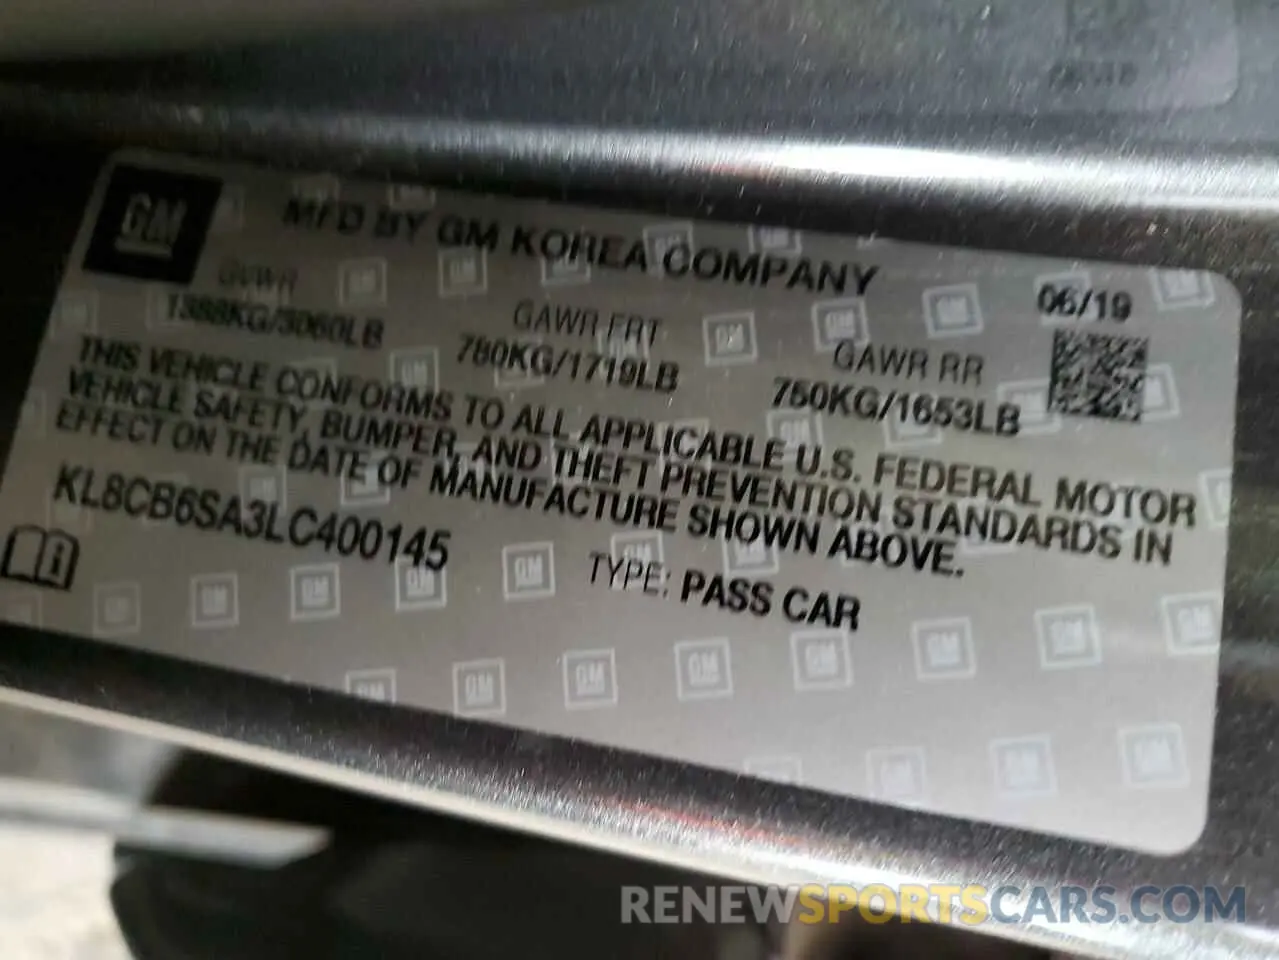 GM
MFD BY GM KOREA COMPANY
06/19
GVWR
GAWR FRT
GAWR RR
1388KG/3060LB
780KG/1719LB
750KG/1653LB
THIS VEHICLE CONFORMS TO ALL APPLICABLE U.S. FEDERAL MOTOR
VEHICLE SAFETY, BUMPER, AND THEFT PREVENTION STANDARDS IN
EFFECT ON THE DATE OF MANUFACTURE SHOWN ABOVE.
KL8CB6SA3LC400145
TYPE: PASS CAR
RENEWSPORTSCARS.COM